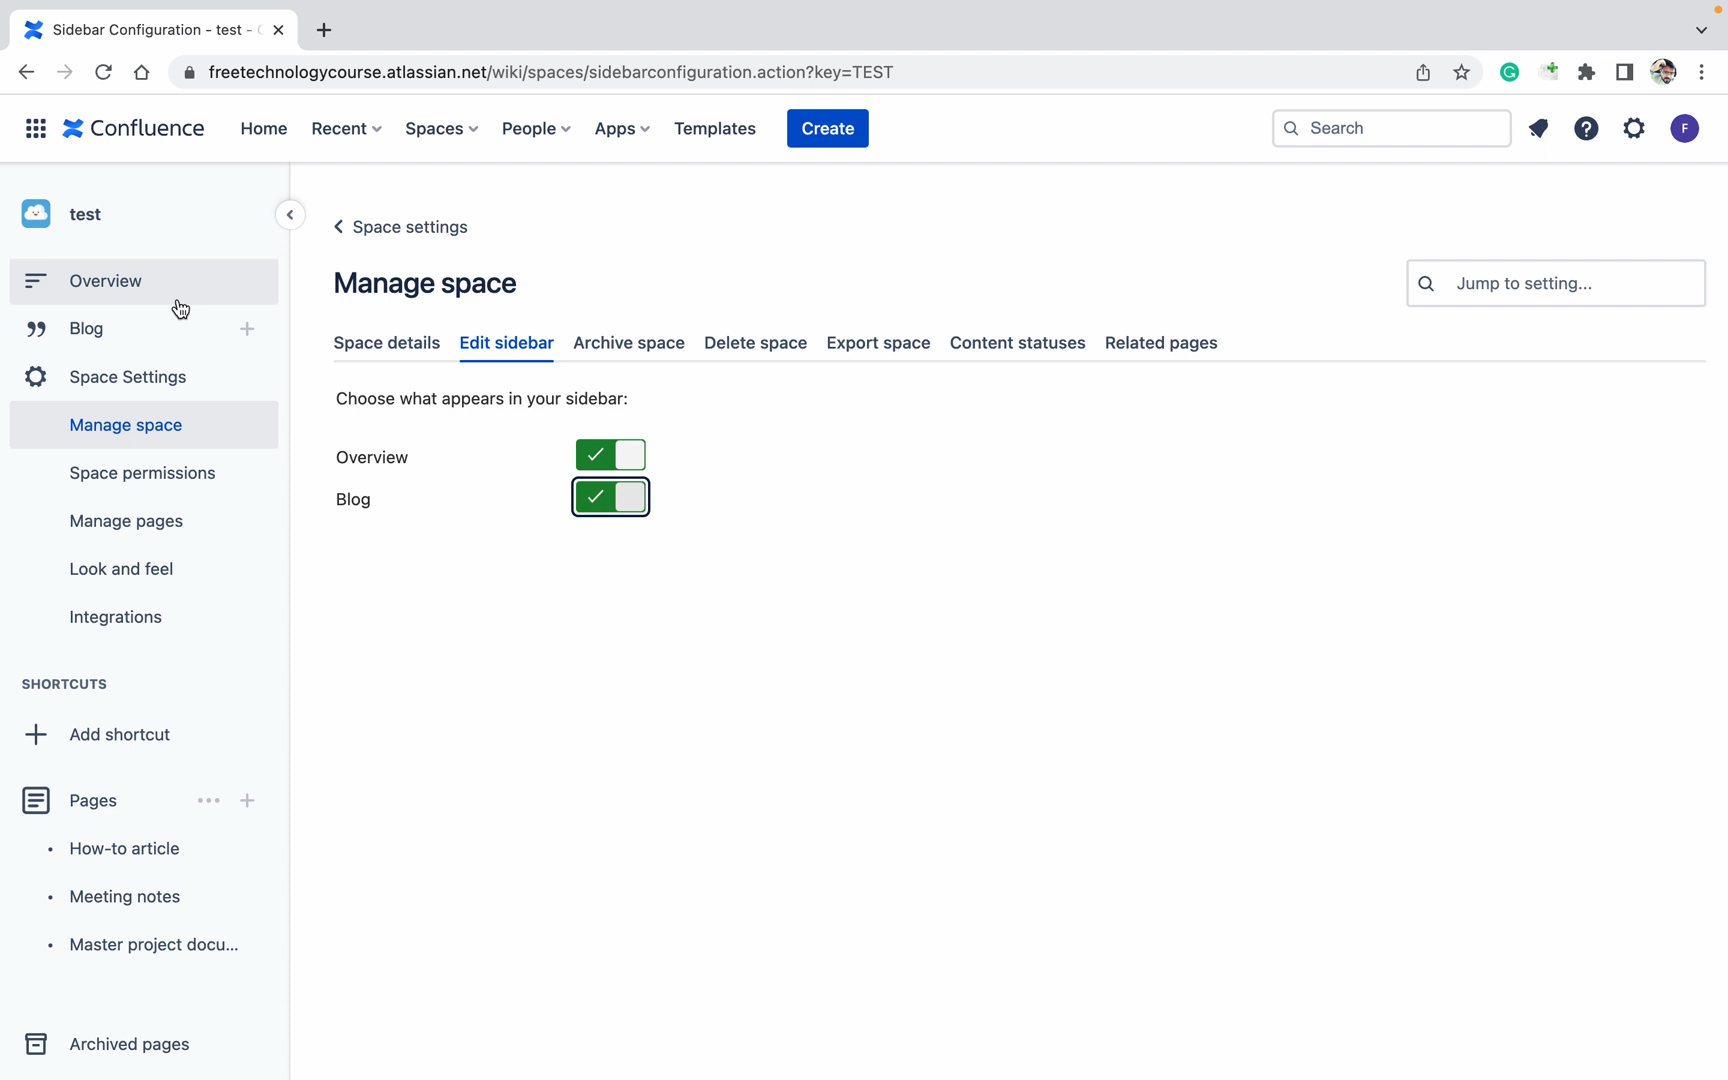 Sidebar Configuration - test -
freetechnologycourse.atlassian.net/wiki/spaces/sidebarconfiguration.action?key=TEST
Confluence Home Recent Spaces People Apps Templates Create Search F
test
Overview
Blog
Space Settings
Manage space
Space permissions
Manage pages
Look and feel
Integrations
SHORTCUTS
Add shortcut
Pages
• How-to article
• Meeting notes
• Master project docu...
Archived pages
Space settings
Manage space
Jump to setting...
Space details Edit sidebar Archive space Delete space Export space Content statuses Related pages
Choose what appears in your sidebar:
Overview
Blog